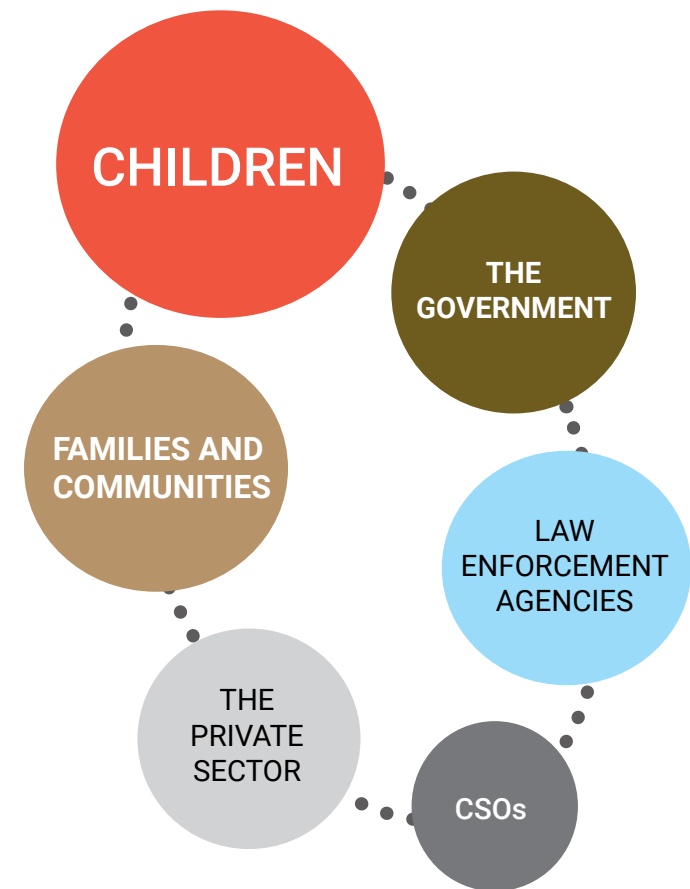 CHILDREN
THE
GOVERNMENT
FAMILIES AND
COMMUNITIES
LAW
ENFORCEMENT
AGENCIES
THE
PRIVATE
SECTOR
CSOs